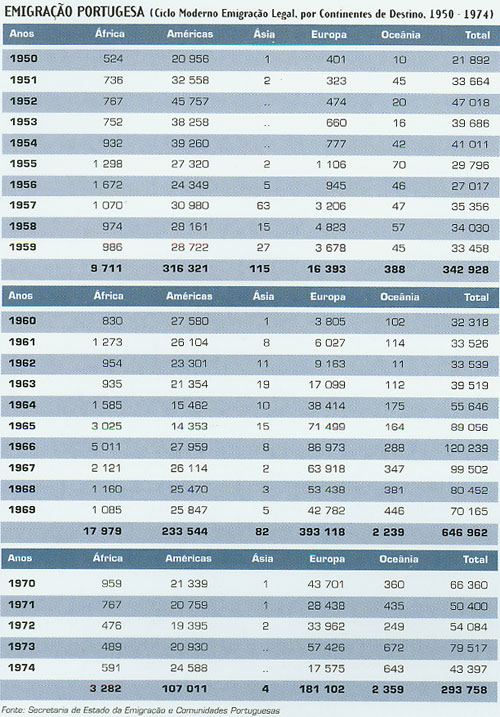 EMIGRAÇÃO PORTUGESA (Ciclo Moderno Emigração Legal, por Continentes de Destino, 1950 - 1974)
Anos África Américas Ásia Europa Oceânia Total
1950 524 20 956 1 401 10 21 892
1951 736 32 558 2 323 45 33 664
1952 767 45 757 .. 474 20 47 018
1953 752 38 258 .. 660 16 39 686
1954 932 39 260 .. 777 42 41 011
1955 1 298 27 320 2 1 106 70 29 796
1956 1 672 24 349 5 945 46 27 017
1957 1 070 30 980 63 3 206 47 35 356
1958 974 28 161 15 4 823 57 34 030
1959 986 28 722 27 3 678 45 33 458
9 711 316 321 115 16 393 388 342 928
Anos África Américas Ásia Europa Oceânia Total
1960 830 27 580 1 3 805 102 32 318
1961 1 273 26 104 8 6 027 114 33 526
1962 954 23 301 11 9 163 11 33 539
1963 935 21 354 19 17 099 112 39 519
1964 1 585 15 462 10 38 414 175 55 646
1965 3 025 14 353 15 71 499 164 89 056
1966 5 011 27 959 8 86 973 288 120 239
1967 2 121 26 114 2 63 918 347 99 502
1968 1 160 25 470 3 53 438 381 80 452
1969 1 085 25 847 5 42 782 446 70 165
17 979 233 544 82 393 118 2 239 646 962
Anos África Américas Ásia Europa Oceânia Total
1970 959 21 339 1 43 701 360 66 360
1971 767 20 759 1 28 438 435 50 400
1972 476 19 395 2 33 962 249 54 084
1973 489 20 930 .. 57 426 672 79 517
1974 591 24 588 .. 17 575 643 43 397
3 282 107 011 4 181 102 2 359 293 758
Fonte: Secretaria de Estado da Emigração e Comunidades Portuguesas